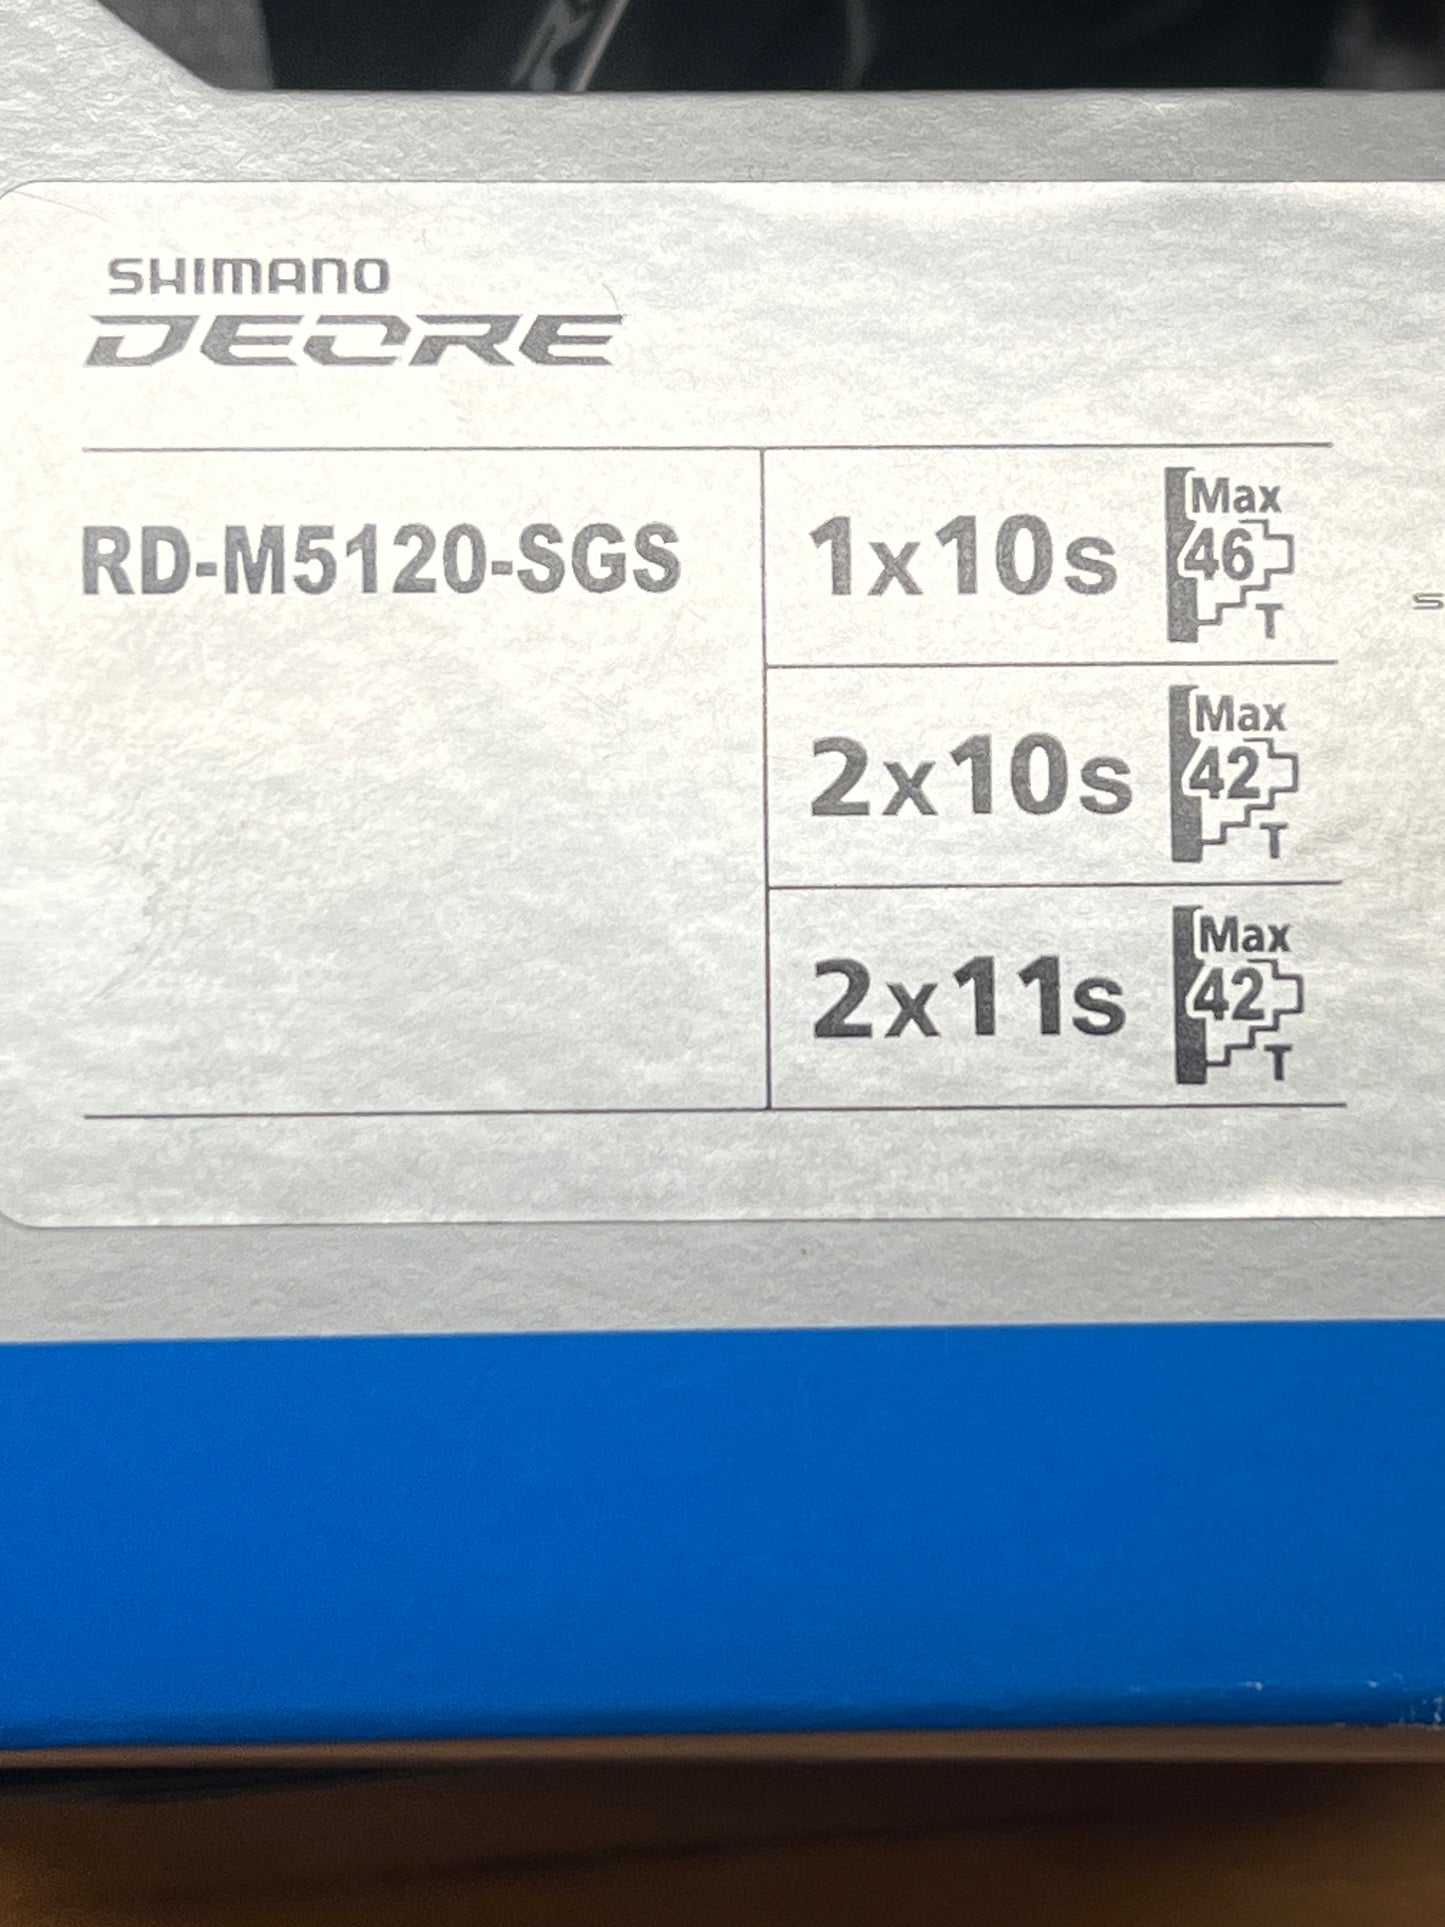 SHIMANO
DEORE
RD-M5120-SGS
1x10s
Max
46
T
2x10s
Max
42
T
2x11s
Max
42
T